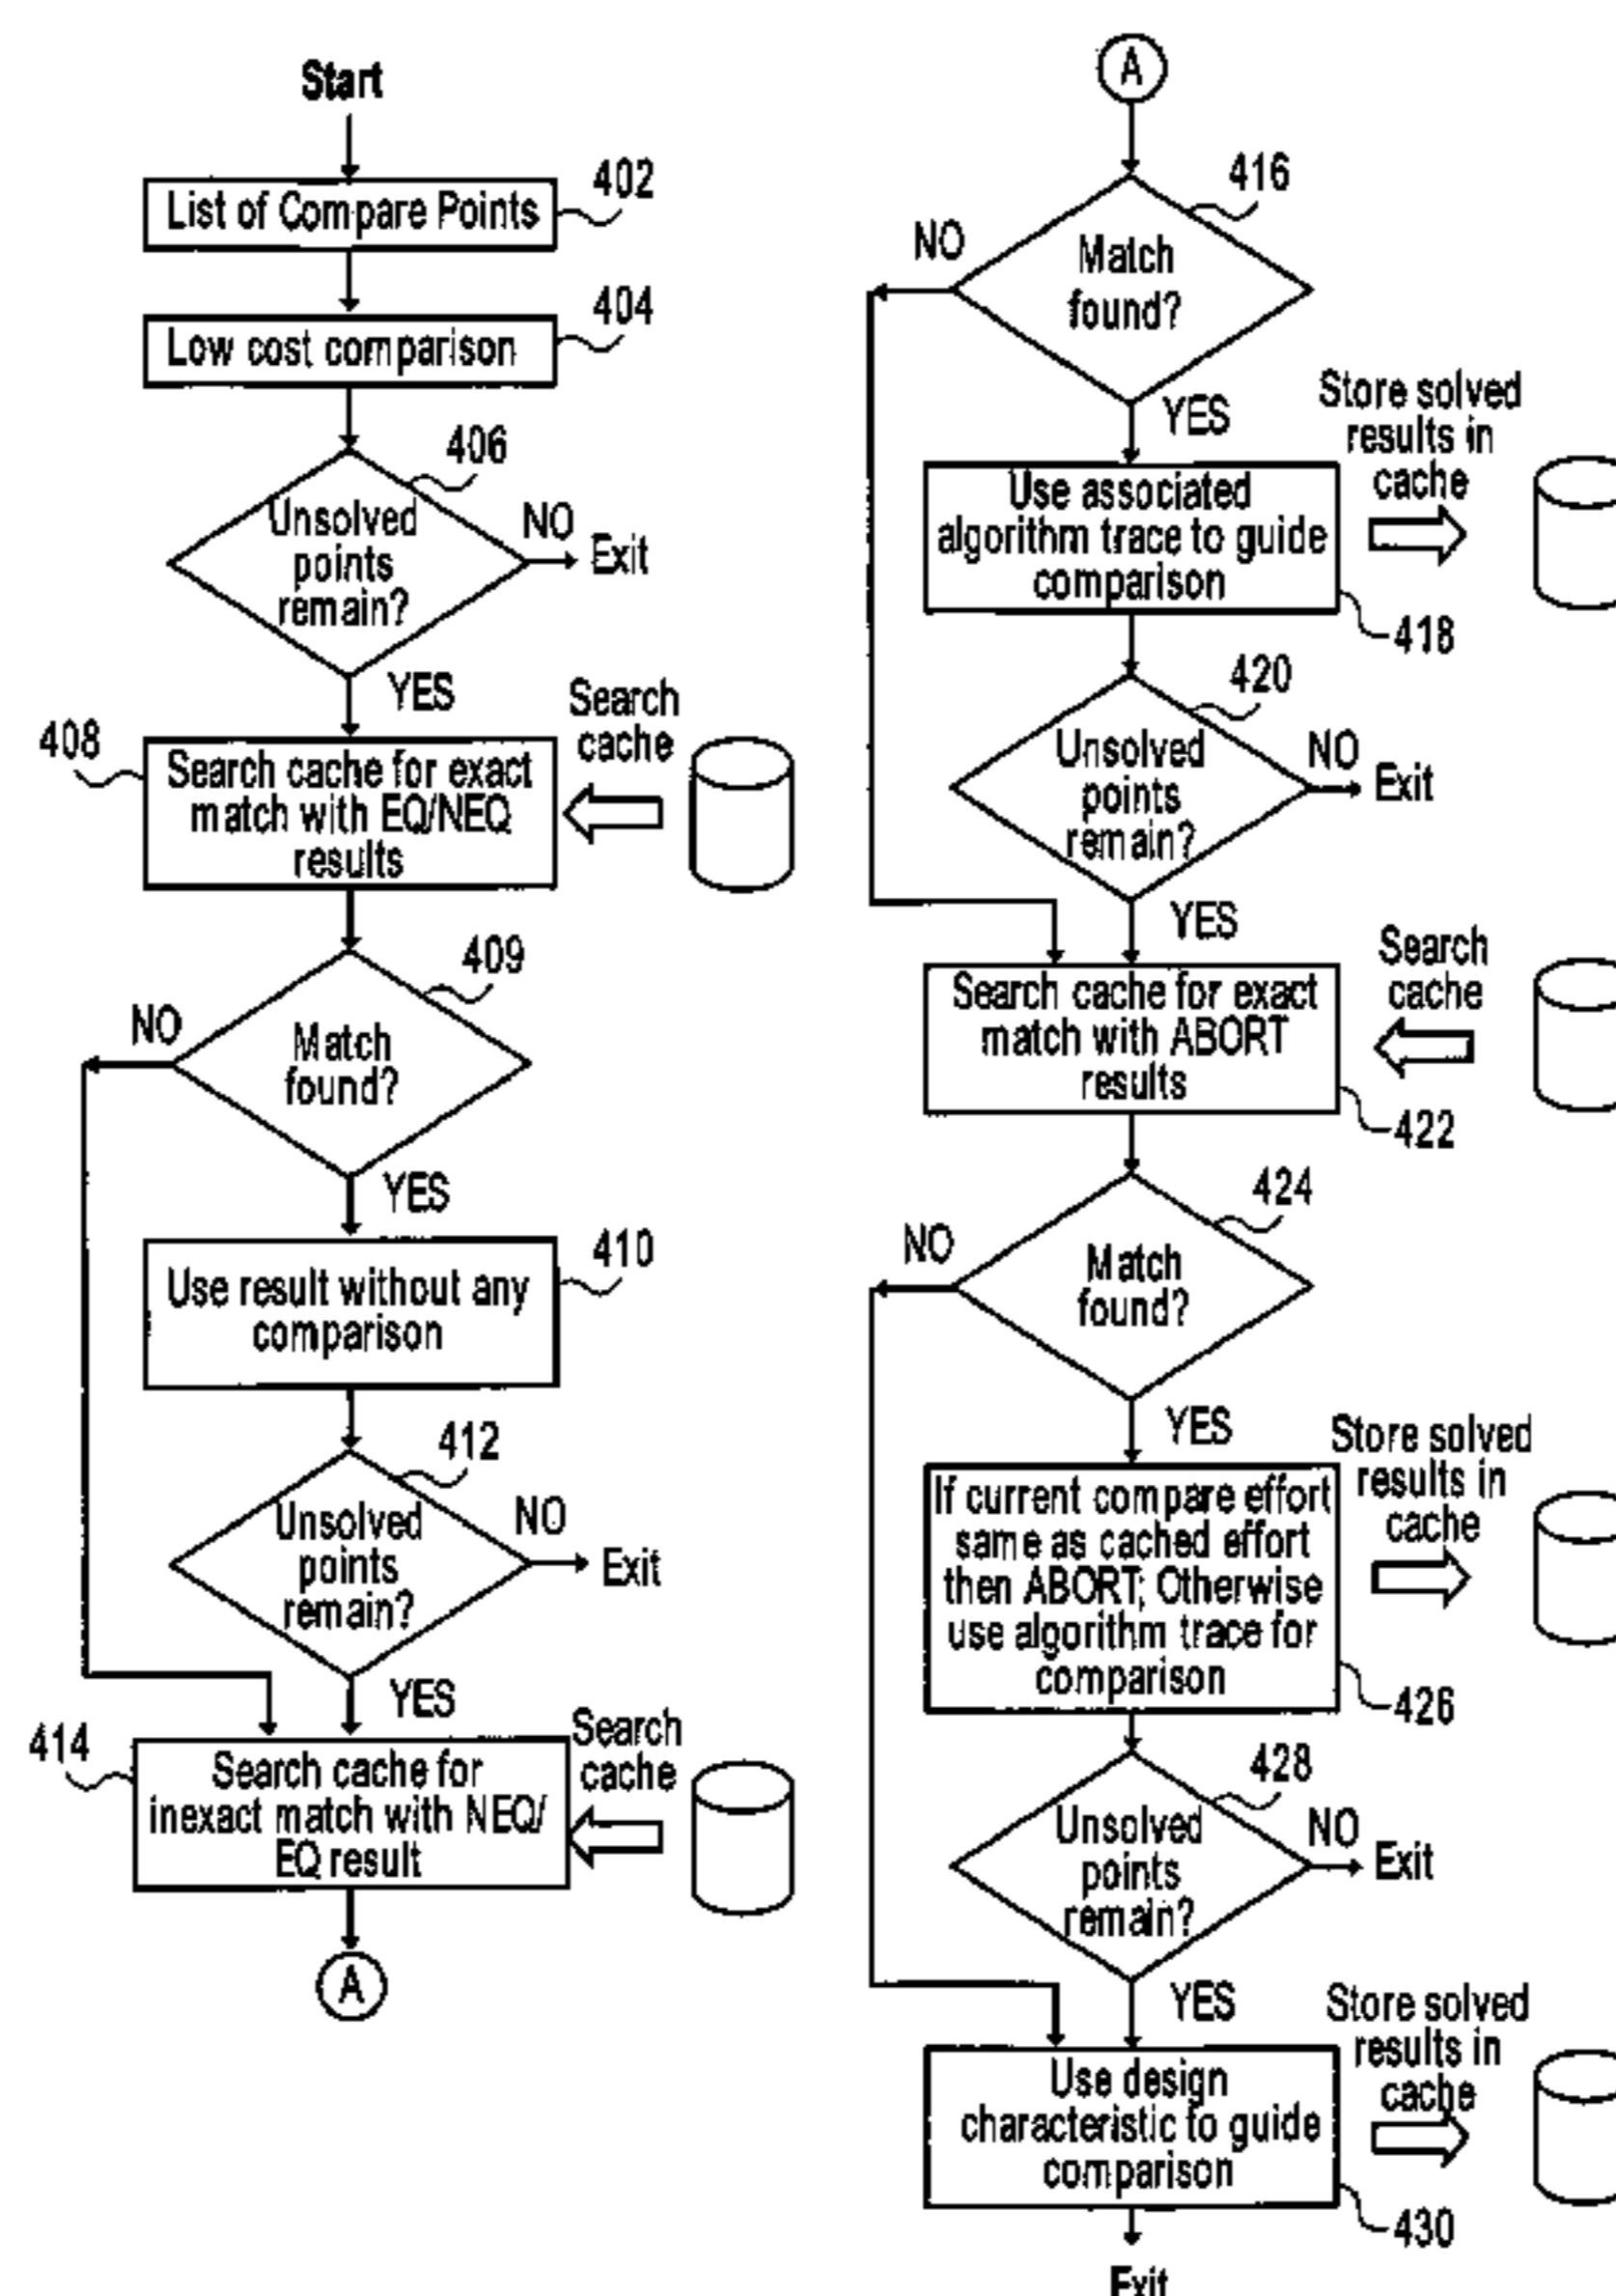 Start
402
List of Compare Points
404
Low cost comparison
406
Unsolved
points
remain?
NO
Exit
YES
408
Search cache for exact
match with EQ/NEQ
results
Search
cache
409
NO
Match
found?
YES
410
Use result without any
comparison
412
Unsolved
points
remain?
NO
Exit
YES
414
Search cache for
inexact match with NEQ/
EQ result
Search
cache
A
A
416
NO
Match
found?
YES
Use associated
algorithm trace to guide
comparison
Store solved
results in
cache
418
420
Unsolved
points
remain?
NO
Exit
YES
Search cache for exact
match with ABORT
results
Search
cache
422
424
NO
Match
found?
YES
If current compare effort
same as cached effort
then ABORT; Otherwise
use algorithm trace for
comparison
Store solved
results in
cache
426
428
Unsolved
points
remain?
NO
Exit
YES
Use design
characteristic to guide
comparison
Store solved
results in
cache
430
Exit